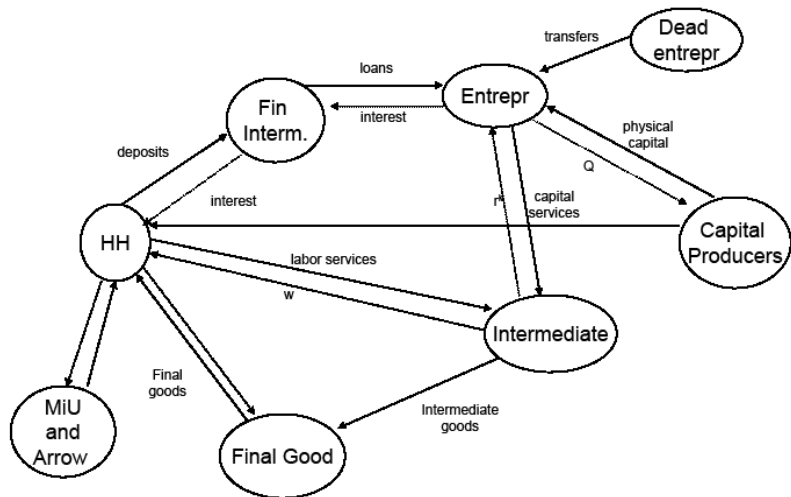 transfers
Dead
entrepr
loans
Fin
Interm.
Entrepr
interest
physical
capital
deposits
Q
interest
r^k
capital
services
HH
Capital
Producers
labor services
w
Intermediate
Final
goods
MiU
and
Arrow
Intermediate
goods
Final Good